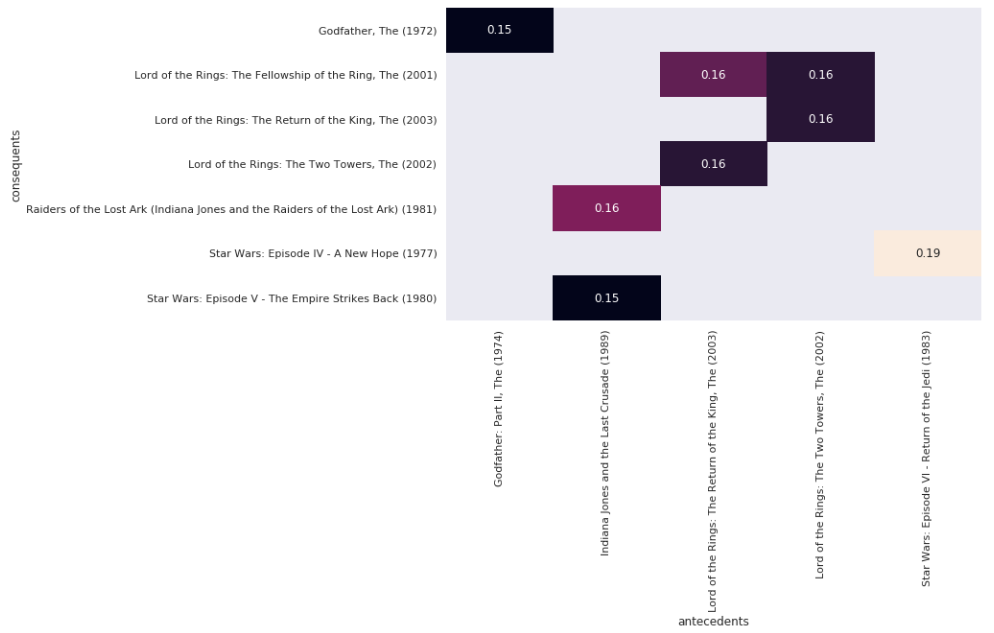 Godfather, The (1972)
0.15
Lord of the Rings: The Fellowship of the Ring, The (2001)
0.16
0.16
Lord of the Rings: The Return of the King, The (2003)
0.16
Lord of the Rings: The Two Towers, The (2002)
0.16
Raiders of the Lost Ark (Indiana Jones and the Raiders of the Lost Ark) (1981)
0.16
Star Wars: Episode IV - A New Hope (1977)
0.19
Star Wars: Episode V - The Empire Strikes Back (1980)
0.15
consequents
Godfather: Part II, The (1974)
Indiana Jones and the Last Crusade (1989)
Lord of the Rings: The Return of the King, The (2003)
Lord of the Rings: The Two Towers, The (2002)
Star Wars: Episode VI - Return of the Jedi (1983)
antecedents